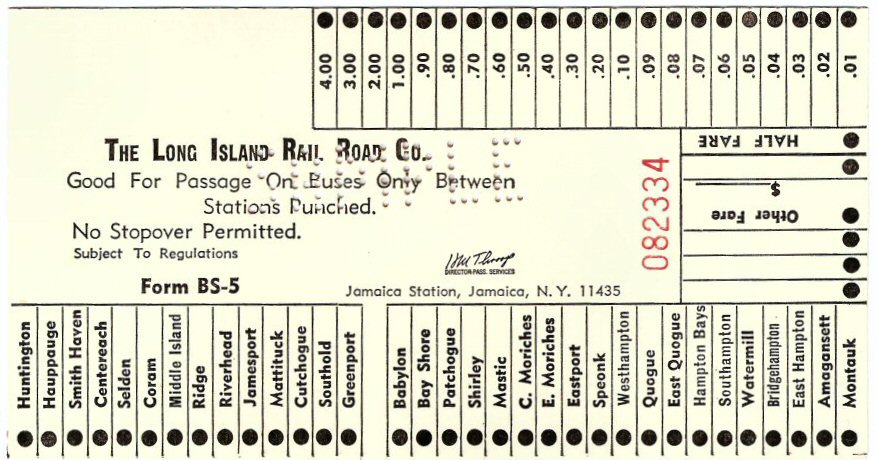 4.00 3.00 2.00 1.00 .90 .80 .70 .60 .50 .40 .30 .20 .10 .09 .08 .07 .06 .05 .04 .03 .02 .01
THE LONG ISLAND RAIL ROAD CO.
Good For Passage On Buses Only Between
Stations Punched.
No Stopover Permitted.
Subject To Regulations
DIRECTOR-PASS. SERVICES
Form BS-5
Jamaica Station, Jamaica, N. Y. 11435
082334
HALF FARE
$
Other Fare
Huntington
Hauppauge
Smith Haven
Centereach
Selden
Coram
Middle Island
Ridge
Riverhead
Jamesport
Mattituck
Cutchogue
Southold
Greenport
Babylon
Bay Shore
Patchogue
Shirley
Mastic
C. Moriches
E. Moriches
Eastport
Speonk
Westhampton
Quogue
East Quogue
Hampton Bays
Southampton
Watermill
Bridgehampton
East Hampton
Amagansett
Montauk